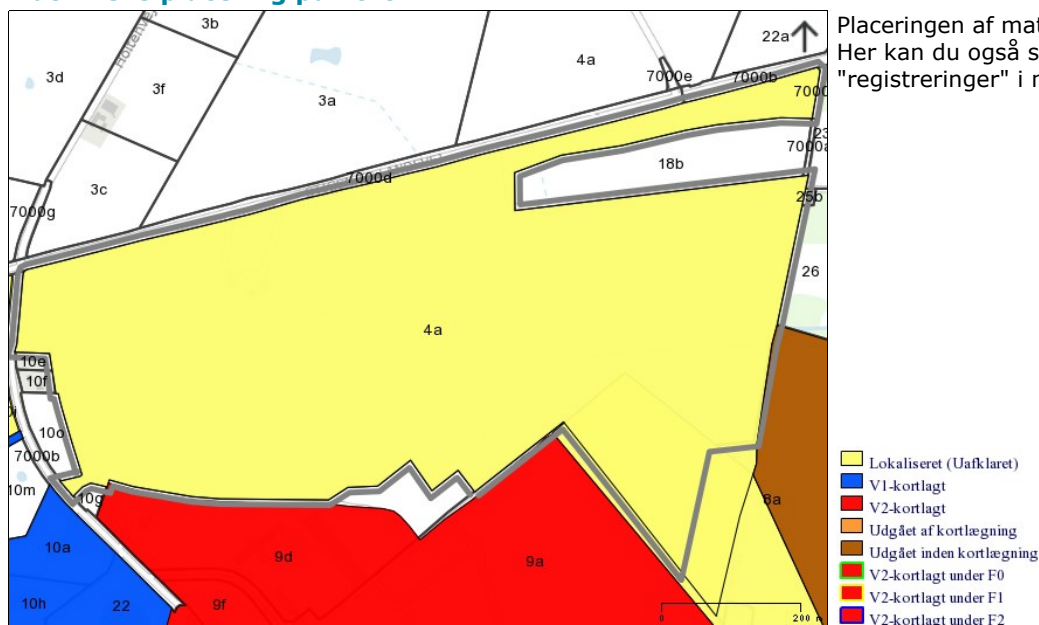 Placeringen af mat
Her kan du også s
"registreringer" i r
3b
22a
3d
3f
Holtenvej
4a
7000e
7000b
3a
7000
23
7000a
18b
3c
7000d
7000g
25b
26
4a
10e
10f
10o
7000b
10m
10g
8a
10a
9d
9a
10h
22
9f
0
200 m
Lokaliseret (Uafklaret)
V1-kortlagt
V2-kortlagt
Udgået af kortlægning
Udgået inden kortlægning
V2-kortlagt under F0
V2-kortlagt under F1
V2-kortlagt under F2